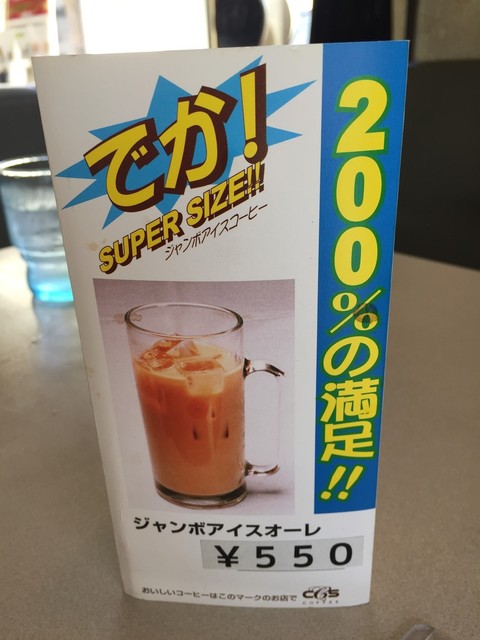 でか!
SUPER SIZE!!!
ジャンボアイスコーヒー
200%の満足!!
ジャンボアイスオーレ
¥550
おいしいコーヒーはこのマークのお店で
COFFEE